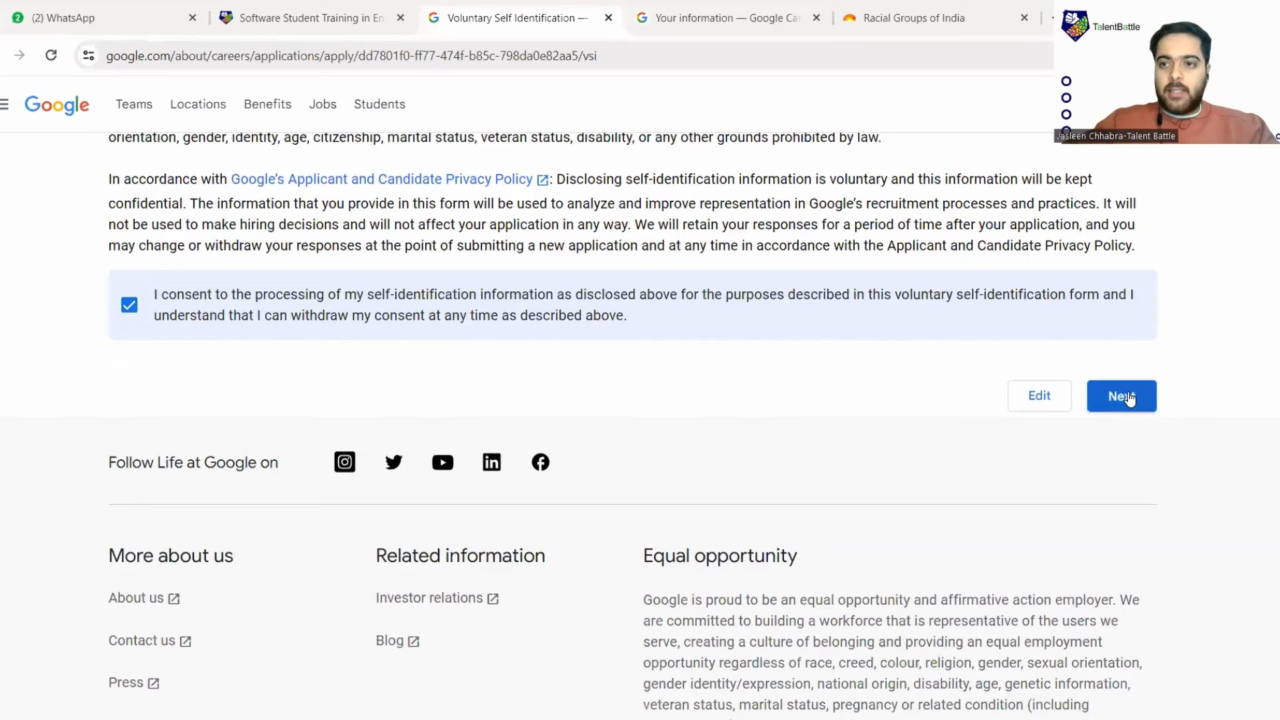 (2) WhatsApp
Software Student Training in En
Voluntary Self Identification —
Your information — Google Ca
Racial Groups of India
TalentBattle
google.com/about/careers/applications/apply/dd7801f0-ff77-474f-b85c-798da0e82aa5/vsi
Google Teams Locations Benefits Jobs Students
Jasleen Chhabra-Talent Battle
orientation, gender, identity, age, citizenship, marital status, veteran status, disability, or any other grounds prohibited by law.
In accordance with Google's Applicant and Candidate Privacy Policy : Disclosing self-identification information is voluntary and this information will be kept
confidential. The information that you provide in this form will be used to analyze and improve representation in Google's recruitment processes and practices. It will
not be used to make hiring decisions and will not affect your application in any way. We will retain your responses for a period of time after your application, and you
may change or withdraw your responses at the point of submitting a new application and at any time in accordance with the Applicant and Candidate Privacy Policy.
I consent to the processing of my self-identification information as disclosed above for the purposes described in this voluntary self-identification form and I
understand that I can withdraw my consent at any time as described above.
Edit
Next
Follow Life at Google on
More about us
About us
Contact us
Press
Related information
Investor relations
Blog
Equal opportunity
Google is proud to be an equal opportunity and affirmative action employer. We
are committed to building a workforce that is representative of the users we
serve, creating a culture of belonging and providing an equal employment
opportunity regardless of race, creed, colour, religion, gender, sexual orientation,
gender identity/expression, national origin, disability, age, genetic information,
veteran status, marital status, pregnancy or related condition (including